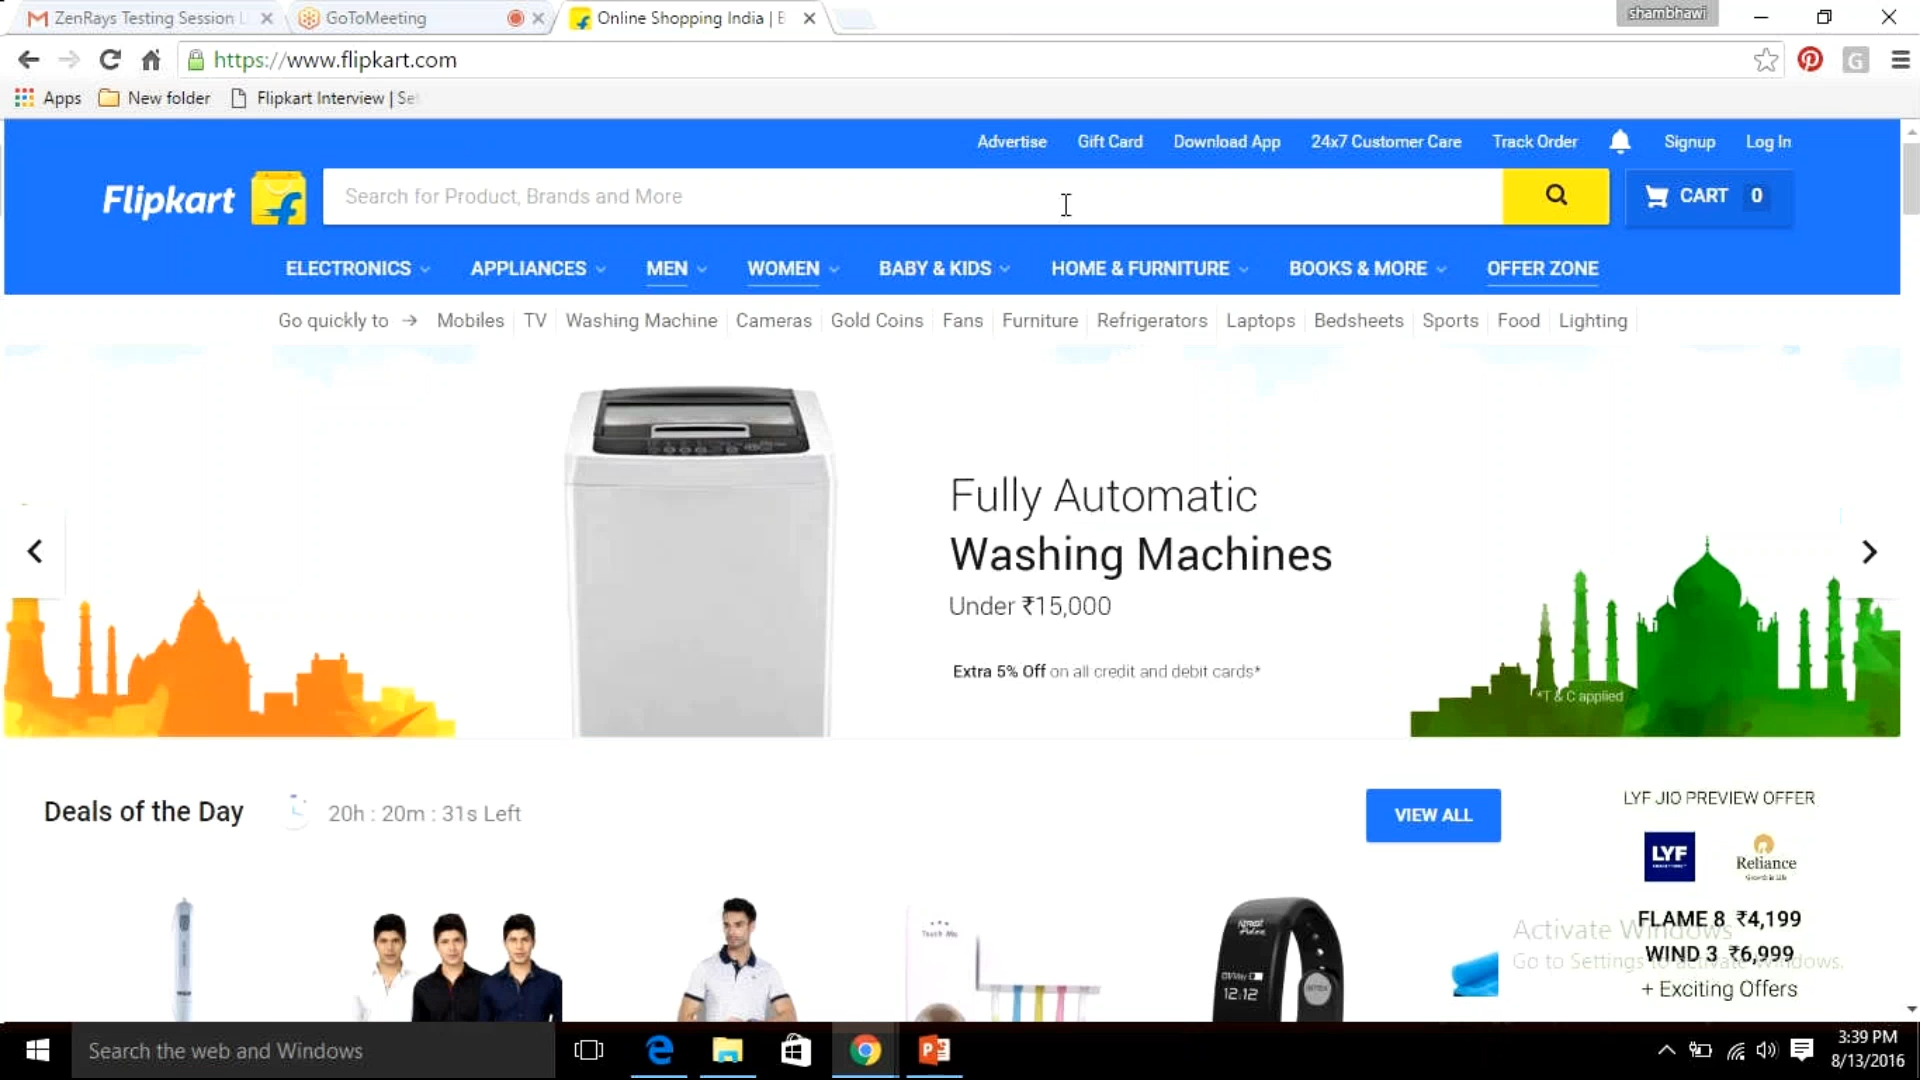 ZenRays Testing Session
GoToMeeting
Online Shopping India |
shambhawi
https://www.flipkart.com
G
Apps
New folder
Flipkart Interview |
Advertise
Gift Card
Download App
24x7 Customer Care
Track Order
Signup
Log In
Flipkart
Search for Product, Brands and More
CART 0
ELECTRONICS
APPLIANCES
MEN
WOMEN
BABY & KIDS
HOME & FURNITURE
BOOKS & MORE
OFFER ZONE
Go quickly to → Mobiles TV Washing Machine Cameras Gold Coins Fans Furniture Refrigerators Laptops Bedsheets Sports Food Lighting
Fully Automatic
Washing Machines
Under ₹15,000
Extra 5% Off on all credit and debit cards*
*T & C applied
Deals of the Day
20h : 20m : 31s Left
VIEW ALL
LYF JIO PREVIEW OFFER
LYF
Reliance
Touch Me
12:12
FLAME 8 ₹4,199
WIND 3 ₹6,999
+ Exciting Offers
Activate Windows
Go to Settings to activate Windows.
Search the web and Windows
3:39 PM
8/13/2016